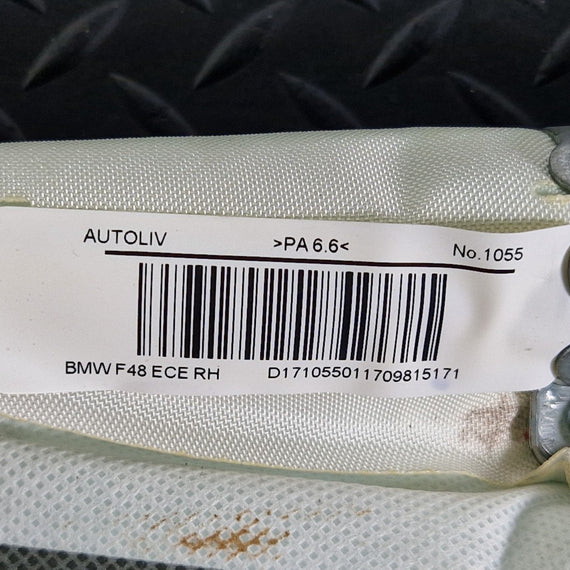 AUTOLIV >PA 6.6< No.1055
BMW F48 ECE RH D171055011709815171